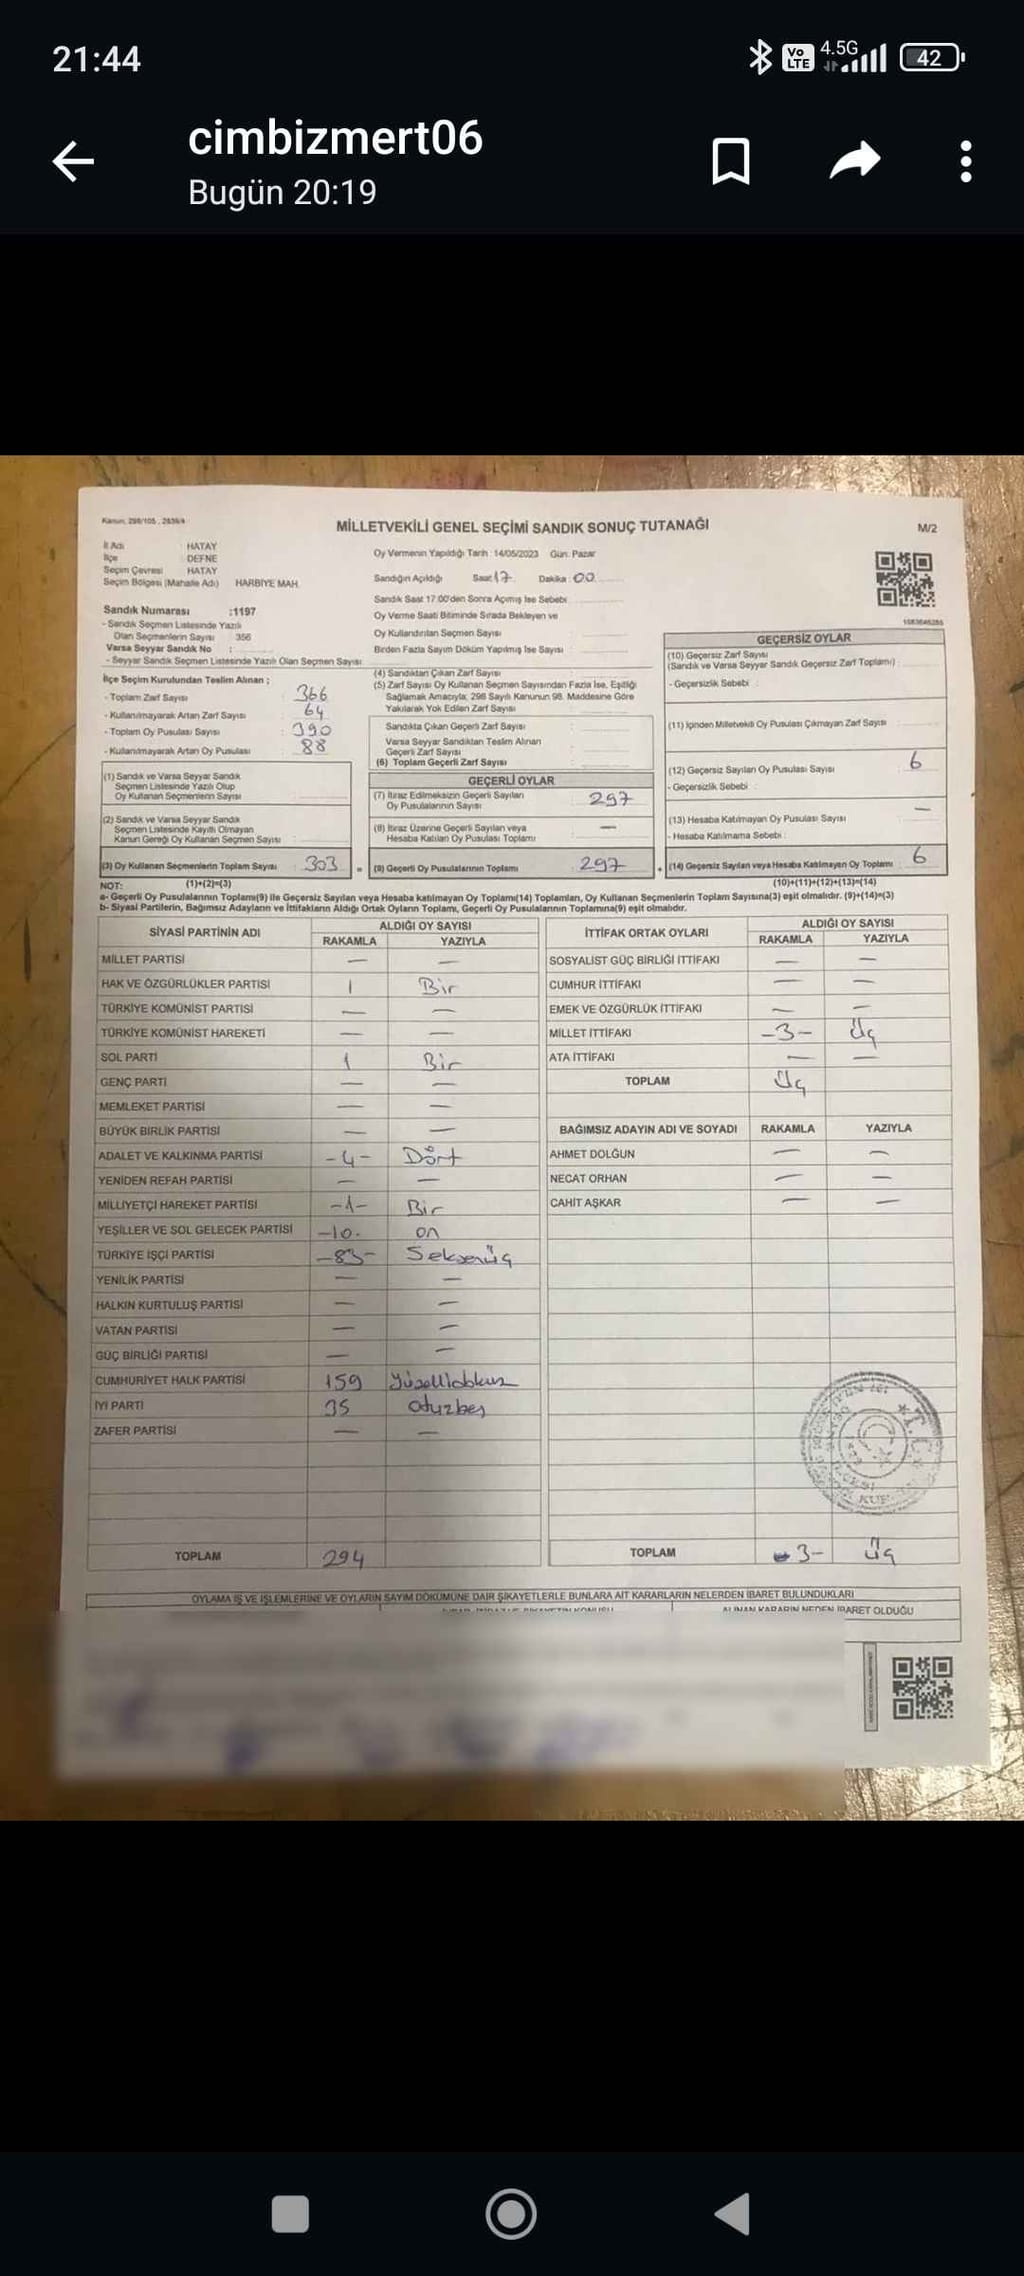 21:44
Vo LTE 4.5G 42
cimbizmert06
Bugün 20:19
Kanun: 298/105 , 2839/4
MİLLETVEKİLİ GENEL SEÇİMİ SANDIK SONUÇ TUTANAĞI
M/2
İl Adı : HATAY
İlçe : DEFNE
Seçim Çevresi : HATAY
Seçim Bölgesi (Mahalle Adı) HARBİYE MAH.
Sandık Numarası :1197
- Sandık Seçmen Listesinde Yazılı
Olan Seçmenlerin Sayısı : 356
Varsa Seyyar Sandık No :
- Seyyar Sandık Seçmen Listesinde Yazılı Olan Seçmen Sayısı
İlçe Seçim Kurulundan Teslim Alınan ;
- Toplam Zarf Sayısı : 366
- Kullanılmayarak Artan Zarf Sayısı : 64
- Toplam Oy Pusulası Sayısı : 390
- Kullanılmayarak Artan Oy Pusulası : 88
Oy Vermenin Yapıldığı Tarih : 14/05/2023 Gün: Pazar
Sandığın Açıldığı Saat 17 Dakika : 00
Sandık Saat 17:00'den Sonra Açımış İse Sebebi
Oy Verme Saati Bitiminde Sırada Bekleyen ve
Oy Kullandırılan Seçmen Sayısı
Birden Fazla Sayım Döküm Yapılmış İse Sayısı
(4) Sandıktan Çıkan Zarf Sayısı
(5) Zarf Sayısı Oy Kullanan Seçmen Sayısından Fazla İse, Eşitliği
Sağlamak Amacıyla, 298 Sayılı Kanunun 98. Maddesine Göre
Yakılarak Yok Edilen Zarf Sayısı
Sandıkta Çıkan Geçerli Zarf Sayısı
Varsa Seyyar Sandıktan Teslim Alınan
Geçerli Zarf Sayısı
(6) Toplam Geçerli Zarf Sayısı
GEÇERSİZ OYLAR
(10) Geçersiz Zarf Sayısı
(Sandık ve Varsa Seyyar Sandık Geçersiz Zarf Toplamı)
- Geçersizlik Sebebi :
(11) İçinden Milletvekili Oy Pusulası Çıkmayan Zarf Sayısı
(12) Geçersiz Sayılan Oy Pusulası Sayısı 6
- Geçersizlik Sebebi :
(13) Hesaba Katılmayan Oy Pusulası Sayısı —
- Hesaba Katılmama Sebebi :
(14) Geçersiz Sayılan veya Hesaba Katılmayan Oy Toplamı 6
(10)+(11)+(12)+(13)=(14)
(1) Sandık ve Varsa Seyyar Sandık
Seçmen Listesinde Yazılı Olup
Oy Kullanan Seçmenlerin Sayısı
(2) Sandık ve Varsa Seyyar Sandık
Seçmen Listesinde Kayıtlı Olmayan
Kanun Gereği Oy Kullanan Seçmen Sayısı
(3) Oy Kullanan Seçmenlerin Toplam Sayısı : 303
GEÇERLİ OYLAR
(7) İtiraz Edilmeksizin Geçerli Sayılan
Oy Pusulalarının Sayısı 297
(8) İtiraz Üzerine Geçerli Sayılan veya
Hesaba Katılan Oy Pusulası Toplamı —
(9) Geçerli Oy Pusulalarının Toplamı : 297
NOT: (1)+(2)=(3)
a- Geçerli Oy Pusulalarının Toplamı(9) ile Geçersiz Sayılan veya Hesaba katılmayan Oy Toplamı(14) Toplamları, Oy Kullanan Seçmenlerin Toplam Sayısına(3) eşit olmalıdır. (9)+(14)=(3)
b- Siyasi Partilerin, Bağımsız Adayların ve İttifakların Aldığı Ortak Oyların Toplamı, Geçerli Oy Pusulalarının Toplamına(9) eşit olmalıdır.
SİYASİ PARTİNİN ADI ALDIĞI OY SAYISI
RAKAMLA YAZIYLA
MİLLET PARTİSİ — —
HAK VE ÖZGÜRLÜKLER PARTİSİ 1 Bir
TÜRKİYE KOMÜNİST PARTİSİ — —
TÜRKİYE KOMÜNİST HAREKETİ — —
SOL PARTİ 1 Bir
GENÇ PARTİ — —
MEMLEKET PARTİSİ — —
BÜYÜK BİRLİK PARTİSİ — —
ADALET VE KALKINMA PARTİSİ -4- Dört
YENİDEN REFAH PARTİSİ — —
MİLLİYETÇİ HAREKET PARTİSİ -1- Bir
YEŞİLLER VE SOL GELECEK PARTİSİ -10- on
TÜRKİYE İŞÇİ PARTİSİ -83- Seksenüç
YENİLİK PARTİSİ — —
HALKIN KURTULUŞ PARTİSİ — —
VATAN PARTİSİ — —
GÜÇ BİRLİĞİ PARTİSİ — —
CUMHURİYET HALK PARTİSİ 159 Yüzellidokuz
İYİ PARTİ 35 otuzbeş
ZAFER PARTİSİ — —
TOPLAM 294
İTTİFAK ORTAK OYLARI ALDIĞI OY SAYISI
RAKAMLA YAZIYLA
SOSYALİST GÜÇ BİRLİĞİ İTTİFAKI — —
CUMHUR İTTİFAKI — —
EMEK VE ÖZGÜRLÜK İTTİFAKI — —
MİLLET İTTİFAKI -3- Üç
ATA İTTİFAKI — —
TOPLAM Üç
BAĞIMSIZ ADAYIN ADI VE SOYADI RAKAMLA YAZIYLA
AHMET DOLĞUN — —
NECAT ORHAN — —
CAHİT AŞKAR — —
TOPLAM 3- Üç
OYLAMA İŞ VE İŞLEMLERİNE VE OYLARIN SAYIM DÖKÜMÜNE DAİR ŞİKAYETLERLE BUNLARA AİT KARARLARIN NELERDEN İBARET BULUNDUKLARI
ALINAN KARARIN NEDEN İBARET OLDUĞU